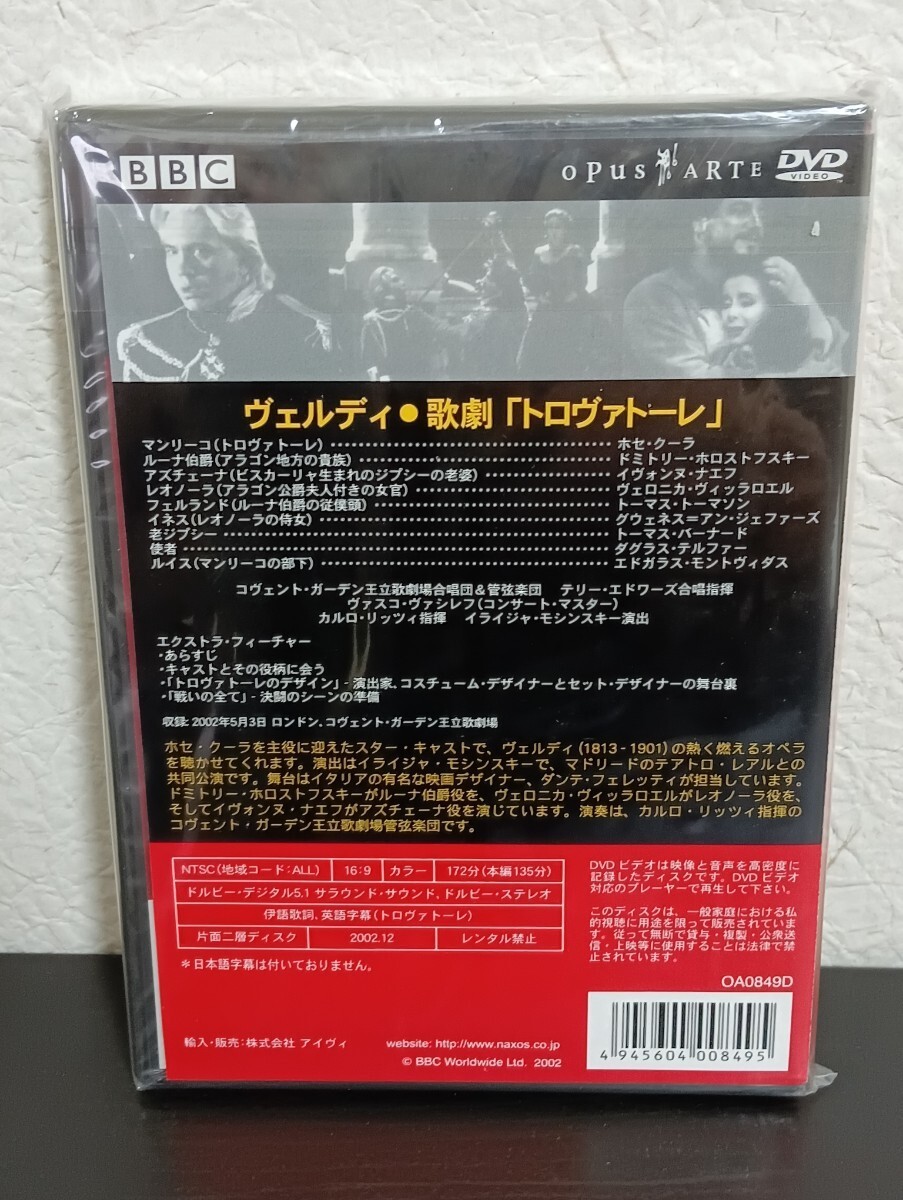 BBC
OPUS ARTE
DVD
VIDEO
ヴェルディ●歌劇「トロヴァトーレ」
マンリーコ(トロヴァトーレ)……ホセ・クーラ
ルーナ伯爵(アラゴン地方の貴族)……ドミトリー・ホロストフスキー
アズチェーナ(ビスカーリャ生まれのジプシーの老婆)……イヴォンヌ・ナエフ
レオノーラ(アラゴン公爵夫人付きの女官)……ヴェロニカ・ヴィッラロエル
フェルランド(ルーナ伯爵の従僕頭)……トーマス・トーマソン
イネス(レオノーラの侍女)……グウェネス=アン・ジェファーズ
老ジプシー……トーマス・バーナード
使者……ダグラス・テルファー
ルイス(マンリーコの部下)……エドガラス・モントヴィダス
コヴェント・ガーデン王立歌劇場合唱団&管弦楽団 テリー・エドワーズ合唱指揮
ヴァスコ・ヴァシレフ(コンサート・マスター)
カルロ・リッツィ指揮 イライジャ・モシンスキー演出
エクストラ・フィーチャー
・あらすじ
・キャストとその役柄に会う
・「トロヴァトーレのデザイン」- 演出家、コスチューム・デザイナーとセット・デザイナーの舞台裏
・「戦いの全て」- 決闘のシーンの準備
収録: 2002年5月3日 ロンドン、コヴェント・ガーデン王立歌劇場
ホセ・クーラを主役に迎えたスター・キャストで、ヴェルディ(1813-1901)の熱く燃えるオペラ
を聴かせてくれます。演出はイライジャ・モシンスキーで、マドリードのテアトロ・レアルとの
共同公演です。舞台はイタリアの有名な映画デザイナー、ダンテ・フェレッティが担当しています。
ドミトリー・ホロストフスキーがルーナ伯爵役を、ヴェロニカ・ヴィッラロエルがレオノーラ役を、
そしてイヴォンヌ・ナエフがアズチェーナ役を演じています。演奏は、カルロ・リッツィ指揮の
コヴェント・ガーデン王立歌劇場管弦楽団です。
NTSC(地域コード:ALL) 16:9 カラー 172分(本編135分)
ドルビー・デジタル5.1 サラウンド・サウンド、ドルビー・ステレオ
伊語歌詞、英語字幕(トロヴァトーレ)
片面二層ディスク 2002.12 レンタル禁止
*日本語字幕は付いておりません。
DVD ビデオは映像と音声を高密度に
記録したディスクです。DVD ビデオ
対応のプレーヤーで再生して下さい。
このディスクは、一般家庭における私
的視聴に用途を限って販売されていま
す。従って無断で貸与・複製・公衆送
信・上映等に使用することは法律で禁
止されています。
OA0849D
輸入・販売:株式会社 アイヴィ
website: http://www.naxos.co.jp
© BBC Worldwide Ltd. 2002
4 945604 008495